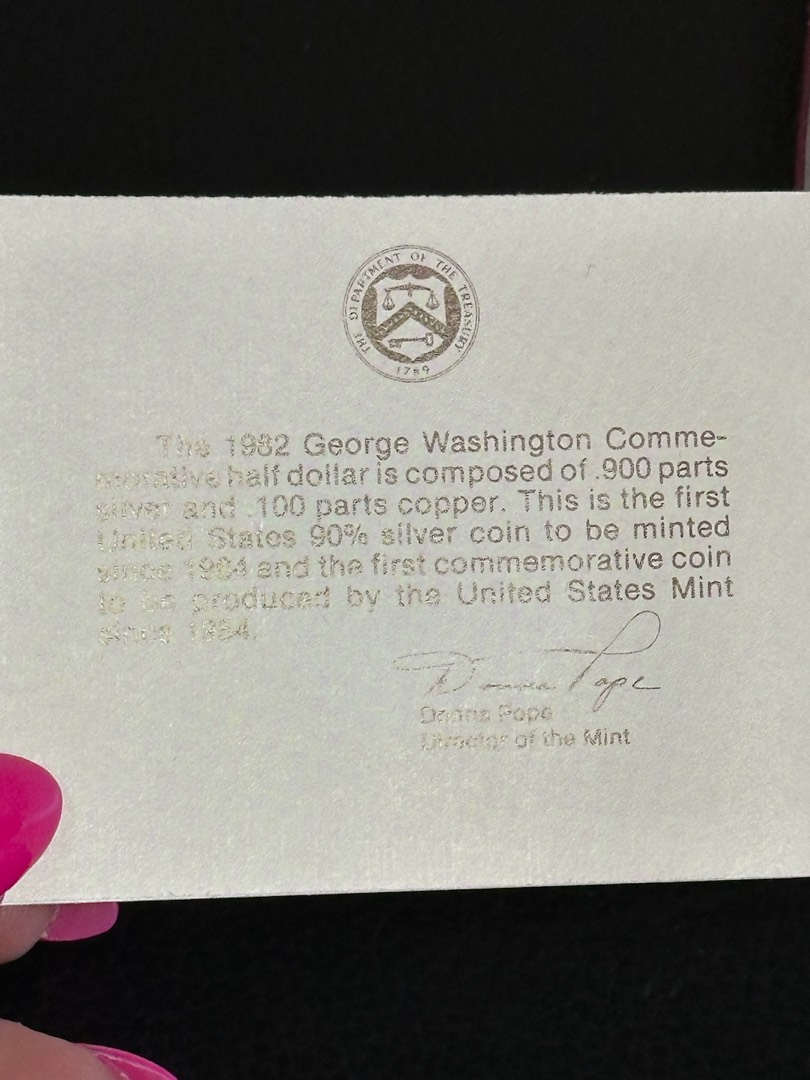 THE DEPARTMENT OF THE TREASURY
1789
The 1982 George Washington Comme-
morative half dollar is composed of .900 parts
silver and .100 parts copper. This is the first
United States 90% silver coin to be minted
since 1964 and the first commemorative coin
to be produced by the United States Mint
since 1954.
Donna Pope
Donna Pope
Director of the Mint